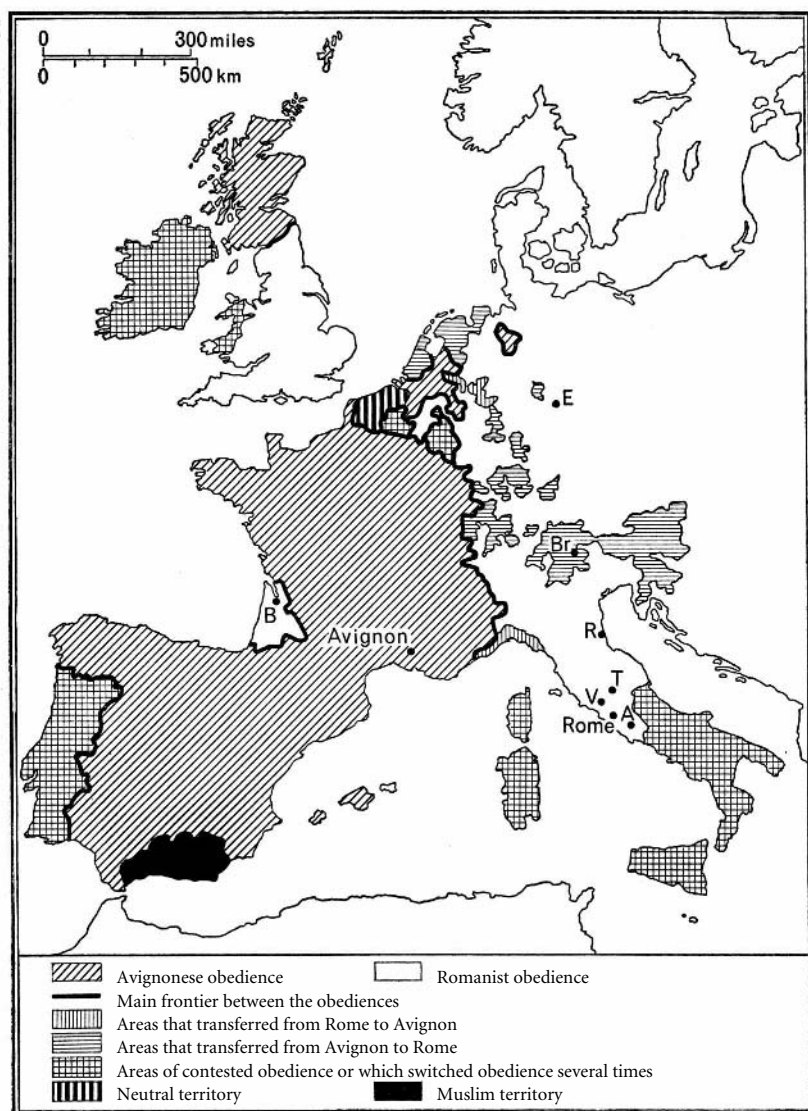 0 300 miles
0 500 km
E
Br.
B
Avignon
R
T
V
Rome A
Avignonese obedience Romanist obedience
Main frontier between the obediences
Areas that transferred from Rome to Avignon
Areas that transferred from Avignon to Rome
Areas of contested obedience or which switched obedience several times
Neutral territory Muslim territory